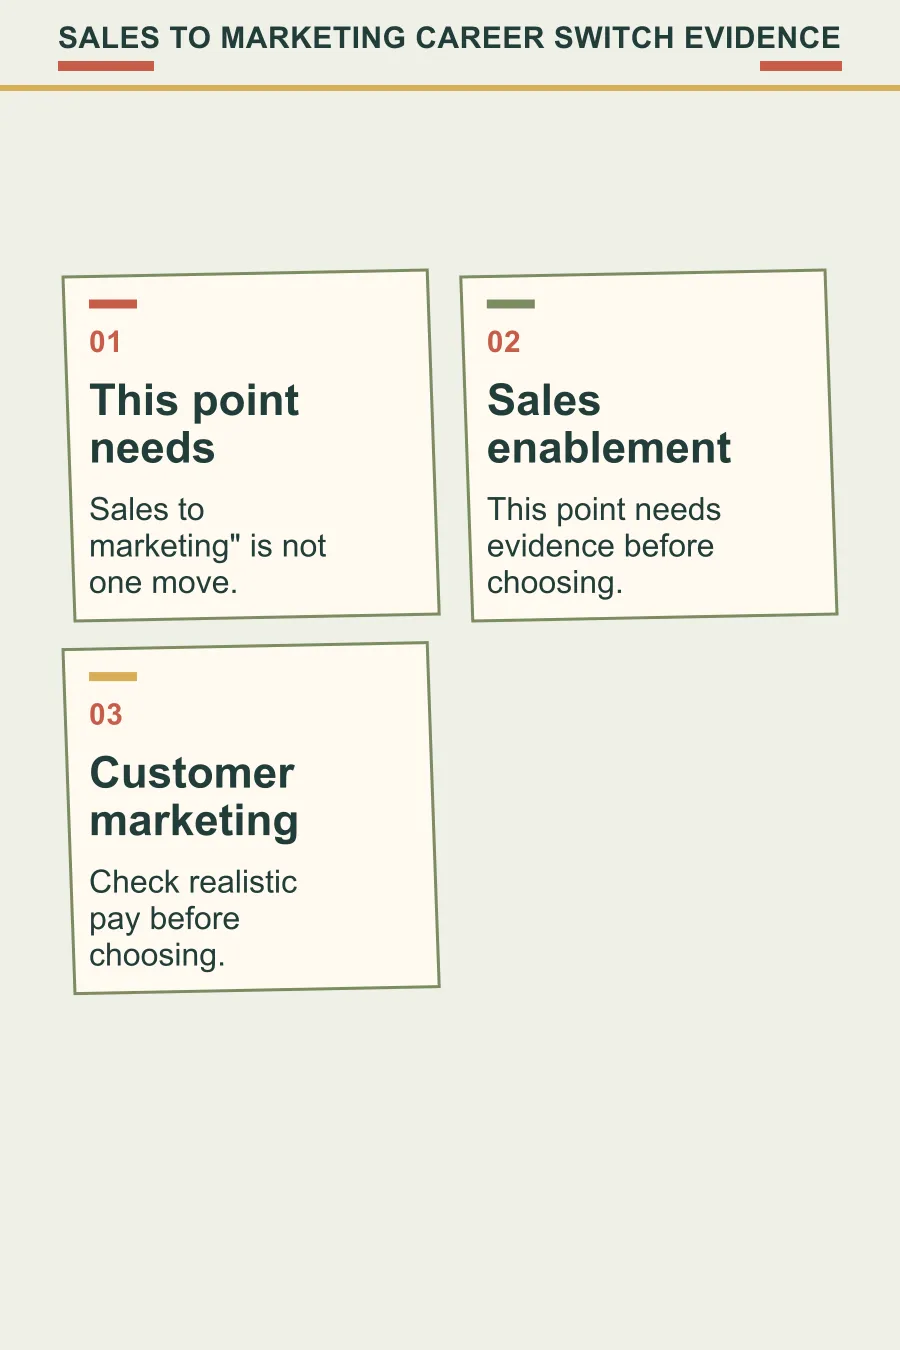 SALES TO MARKETING CAREER SWITCH EVIDENCE
01
This point
needs
Sales to
marketing" is not
one move.
02
Sales
enablement
This point needs
evidence before
choosing.
03
Customer
marketing
Check realistic
pay before
choosing.